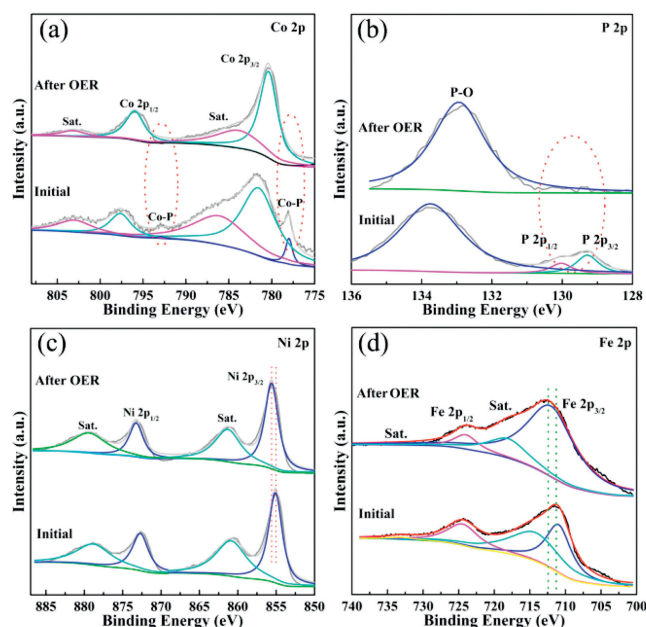 (a)
Co 2p
After OER
Co 2p3/2
Co 2p1/2
Sat.
Sat.
Initial
Co-P
Co-P
Intensity (a.u.)
805 800 795 790 785 780 775
Binding Energy (eV)
(b)
P 2p
P-O
After OER
Initial
P 2p1/2
P 2p3/2
Intensity (a.u.)
136 134 132 130 128
Binding Energy (eV)
(c)
Ni 2p
After OER
Ni 2p3/2
Ni 2p1/2
Sat.
Sat.
Initial
Intensity (a.u.)
885 880 875 870 865 860 855 850
Binding Energy (eV)
(d)
Fe 2p
After OER
Sat.
Fe 2p1/2
Fe 2p3/2
Sat.
Initial
Intensity (a.u.)
740 730 720 710 700
Binding Energy (eV)